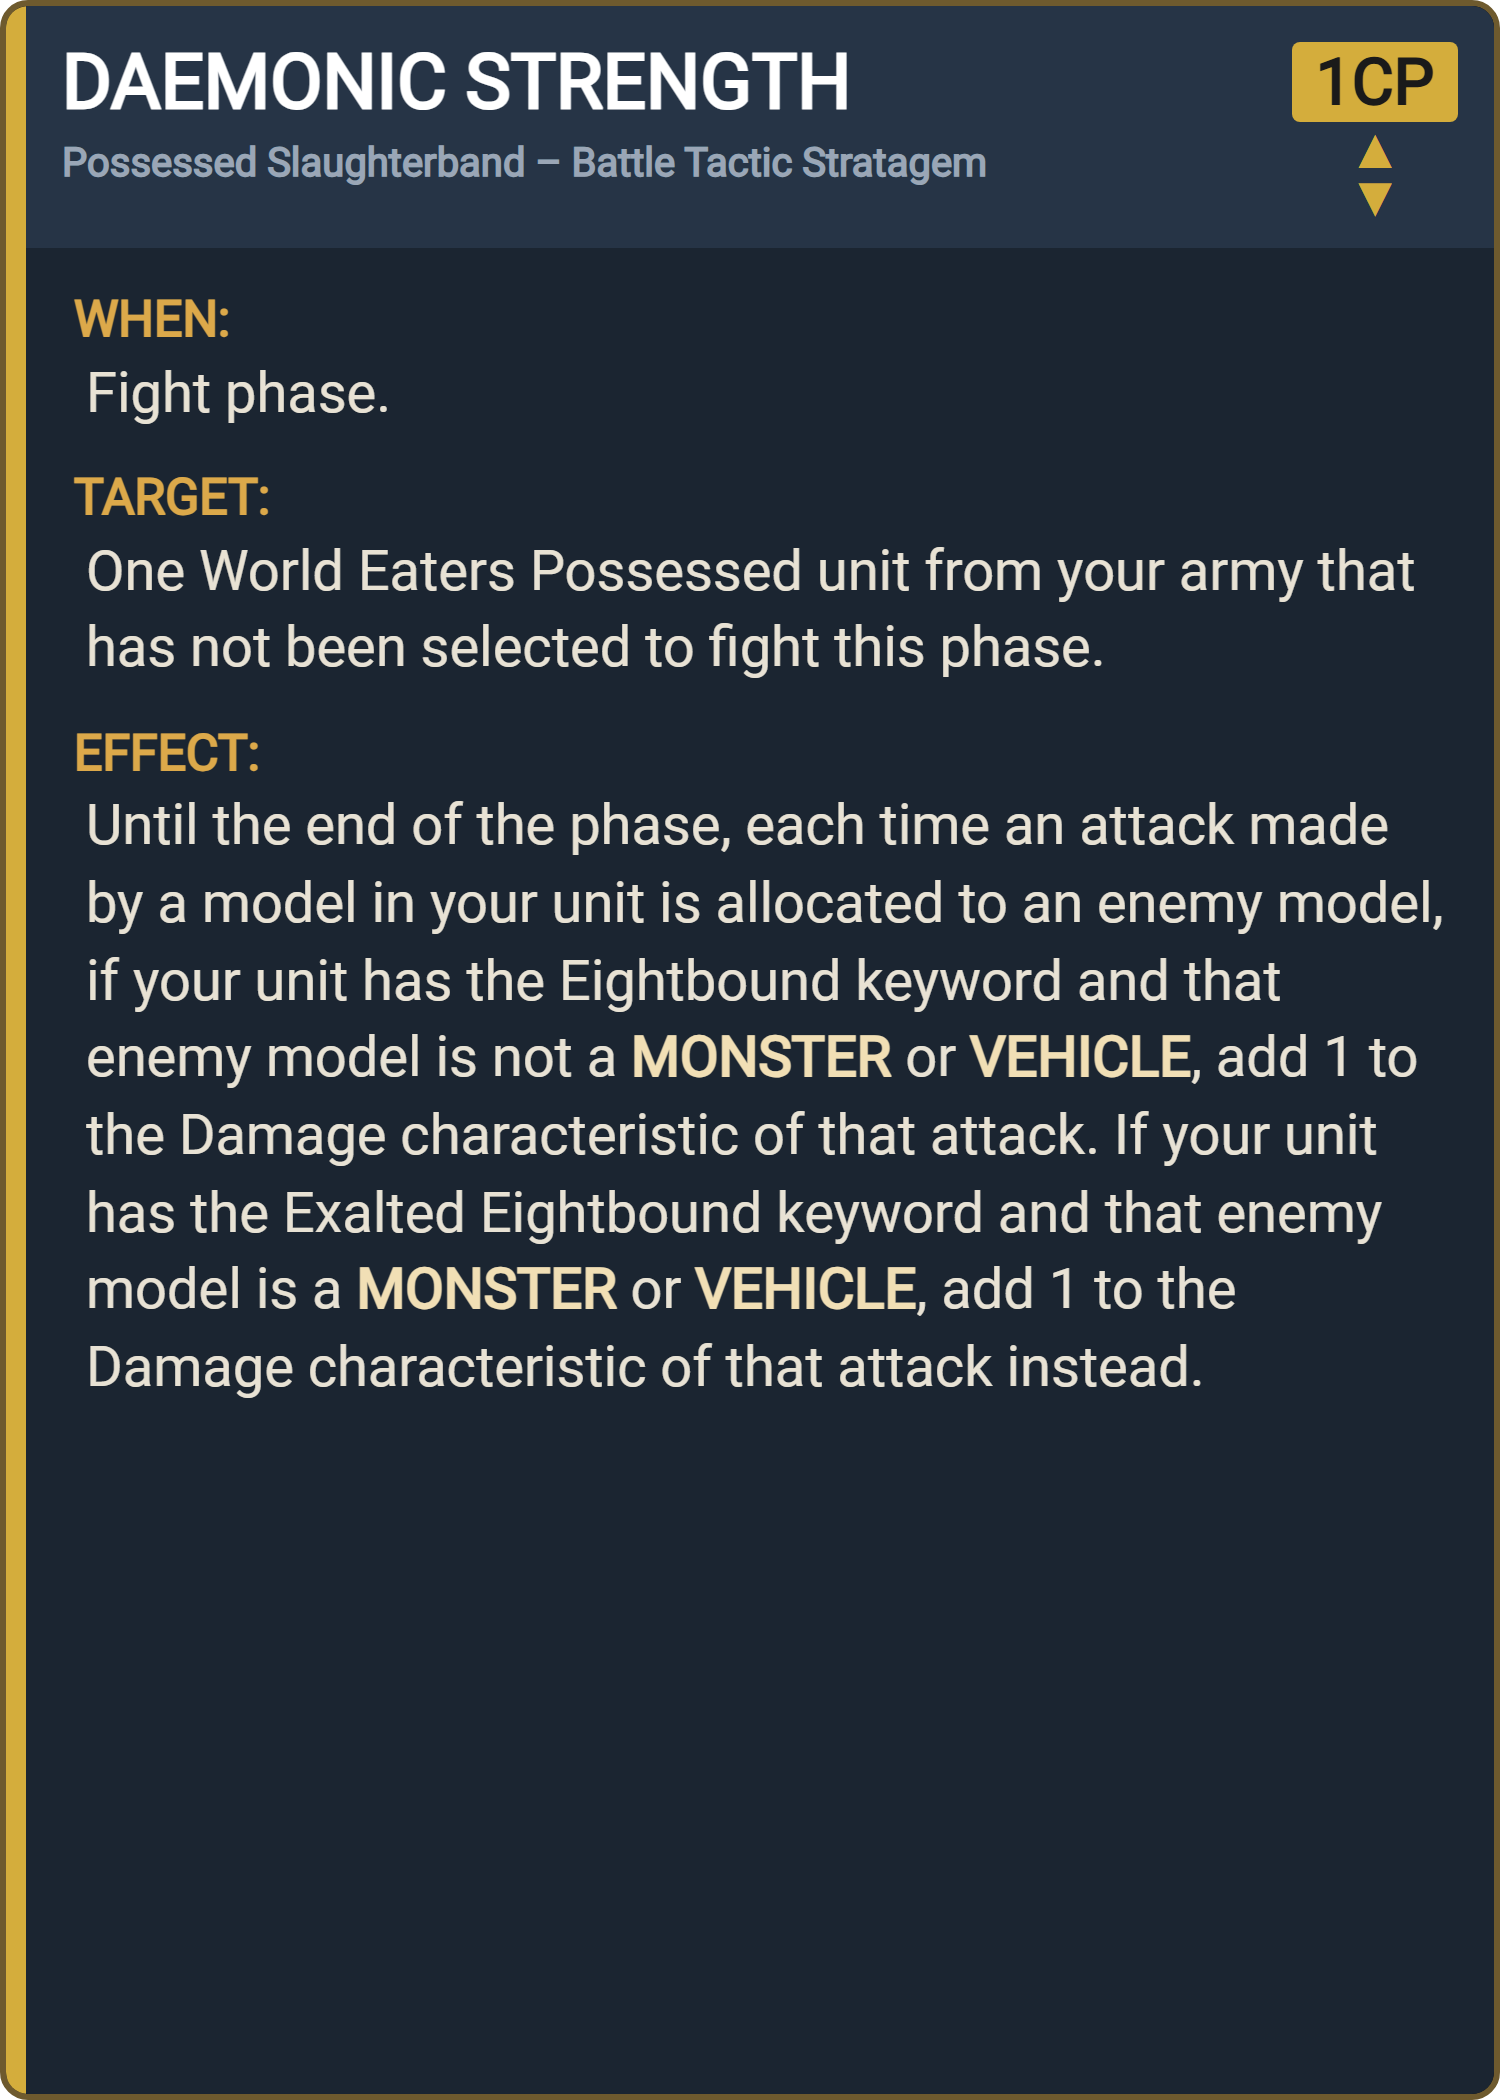 DAEMONIC STRENGTH
1CP
Possessed Slaughterband – Battle Tactic Stratagem
WHEN:
Fight phase.
TARGET:
One World Eaters Possessed unit from your army that
has not been selected to fight this phase.
EFFECT:
Until the end of the phase, each time an attack made
by a model in your unit is allocated to an enemy model,
if your unit has the Eightbound keyword and that
enemy model is not a MONSTER or VEHICLE, add 1 to
the Damage characteristic of that attack. If your unit
has the Exalted Eightbound keyword and that enemy
model is a MONSTER or VEHICLE, add 1 to the
Damage characteristic of that attack instead.